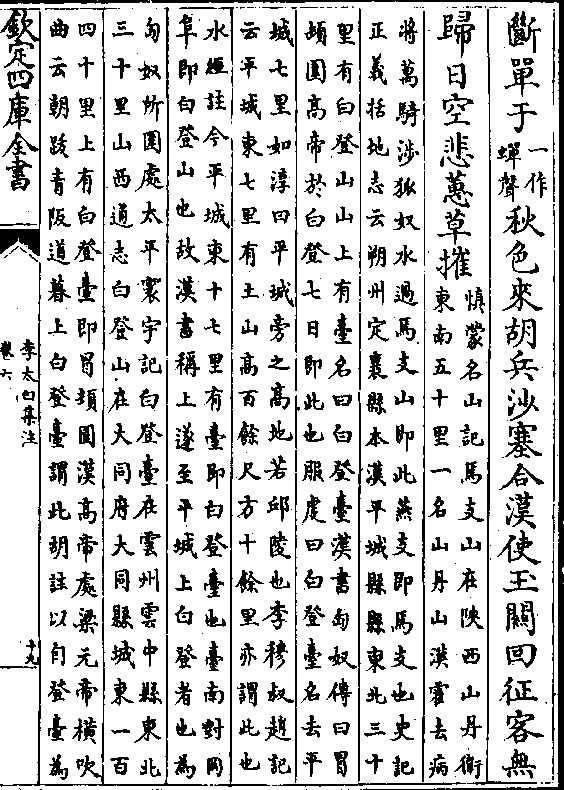 斷單于一作蟬聲秋色來胡兵沙塞合漢使玉關回征客無
歸日空悲蕙草摧慎蒙名山記馬支山在陜西山丹衛
東南五十里一名山丹山漢霍去病
將萬騎涉狐奴水過馬支山即此燕支即馬支也史記
正義括地志云朔州定襄縣本漢平城縣縣東北三十
里有白登山山上有臺名曰白登臺漢書匈奴傳曰冒
頓圍高帝於白登七日即此也服虔曰白登臺名去平
城七里如淳曰平城旁之高地若邱陵也李穆叔趙記
云平城東七里有土山高百餘尺方十餘里亦謂此也
水經註今平城東十七里有臺即白登臺也臺南對岡
阜即白登山也故漢書稱上遂至平城上白登者也為
匈奴所圍處太平寰宇記白登臺在雲州雲中縣東北
三十里山西通志白登山在大同府大同縣城東一百
四十里上有白登臺即冒頓圍漢高帝處梁元帝橫吹
曲云朝跋青阪道暮上白登臺謂此胡註以白登臺為
欽定四庫全書
李太白集注
卷六
十九